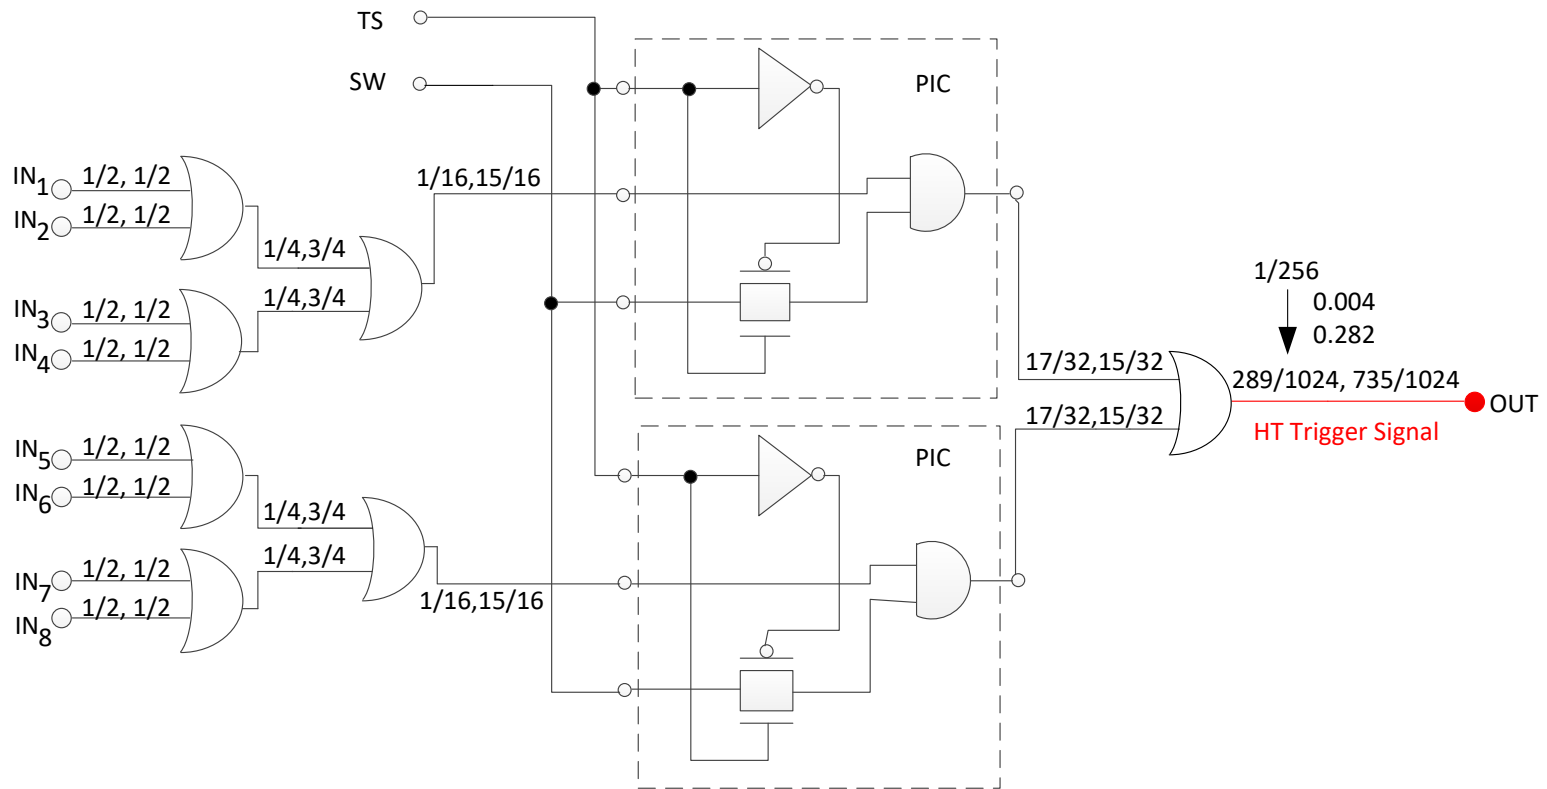 TS
SW
PIC
IN1 1/2, 1/2
IN2 1/2, 1/2
1/4,3/4
1/16,15/16
IN3 1/2, 1/2
IN4 1/2, 1/2
1/4,3/4
1/256
0.004
0.282
17/32,15/32
289/1024, 735/1024
OUT
HT Trigger Signal
17/32,15/32
PIC
IN5 1/2, 1/2
IN6 1/2, 1/2
1/4,3/4
IN7 1/2, 1/2
IN8 1/2, 1/2
1/4,3/4
1/16,15/16